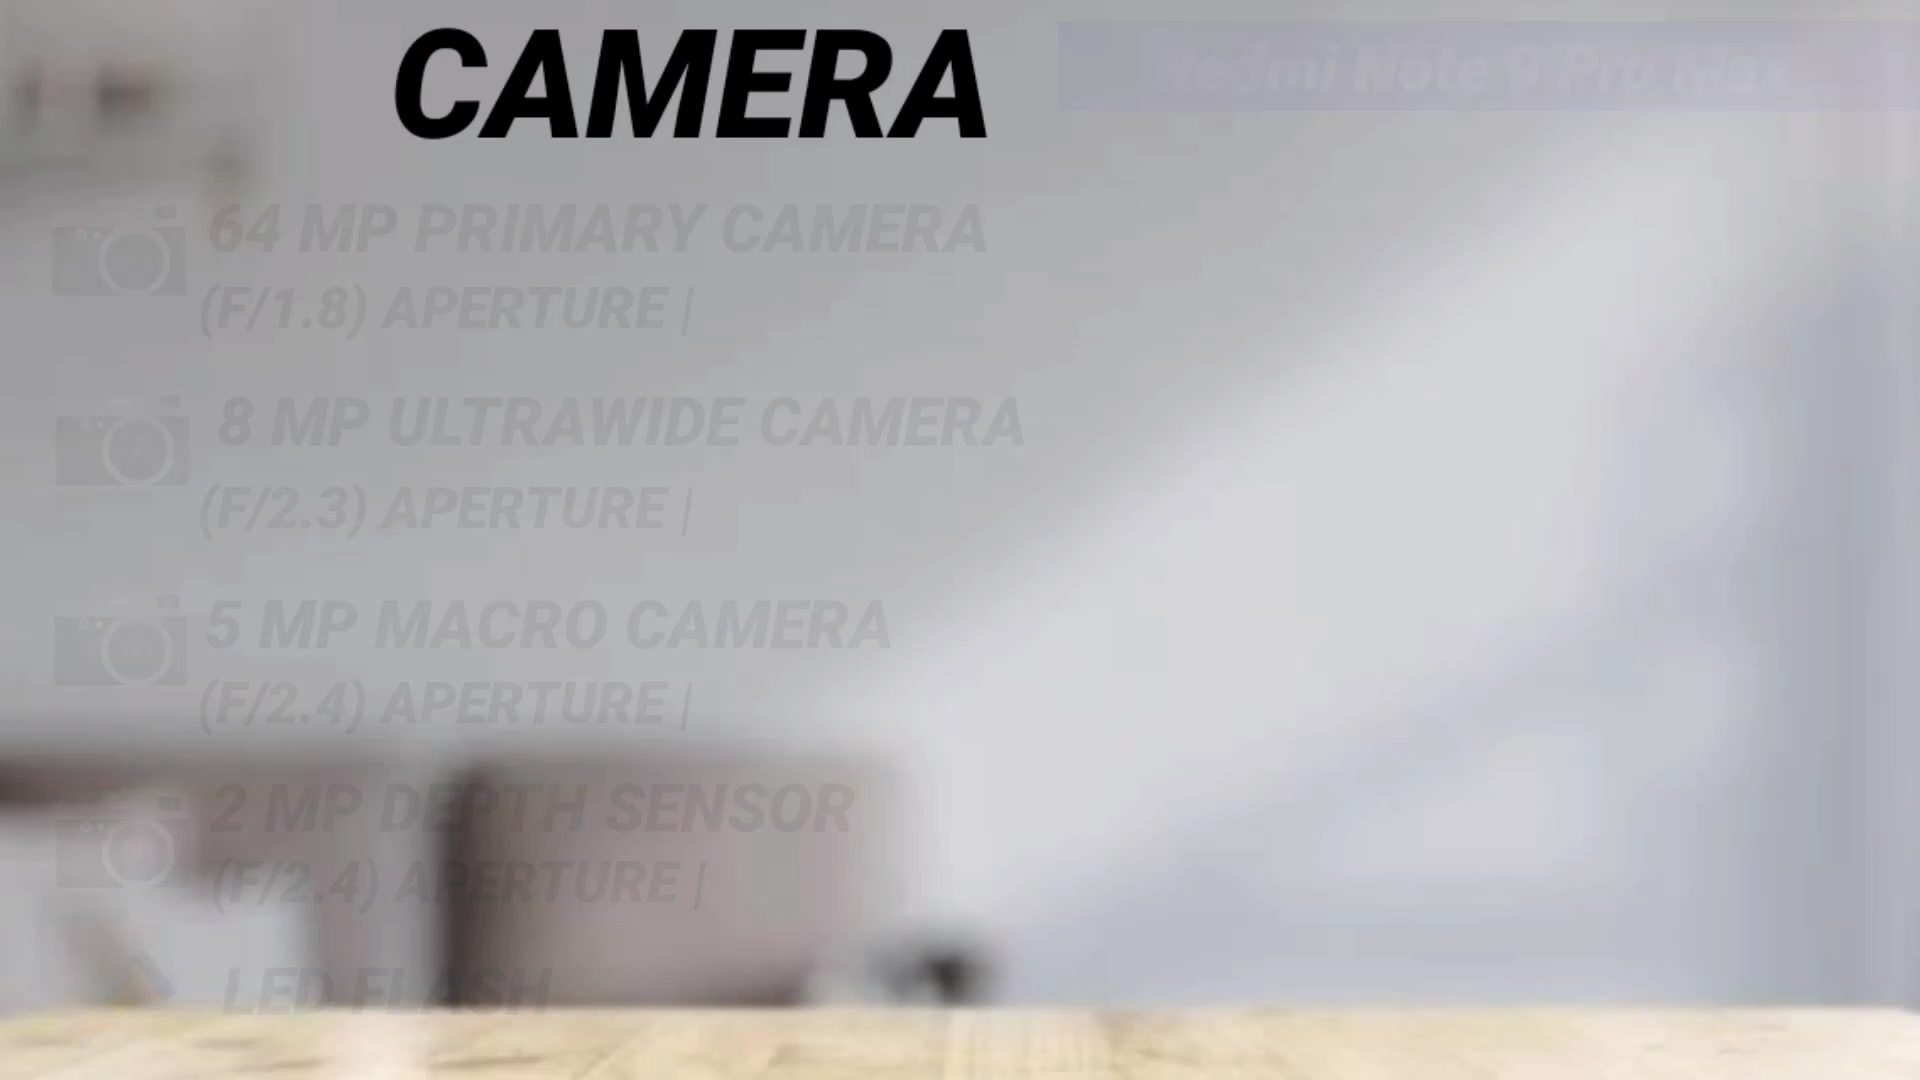 CAMERA
Redmi Note 9 Pro Max
64 MP PRIMARY CAMERA
(F/1.8) APERTURE |
8 MP ULTRAWIDE CAMERA
(F/2.3) APERTURE |
5 MP MACRO CAMERA
(F/2.4) APERTURE |
2 MP DEPTH SENSOR
(F/2.4) APERTURE |
LED FLASH